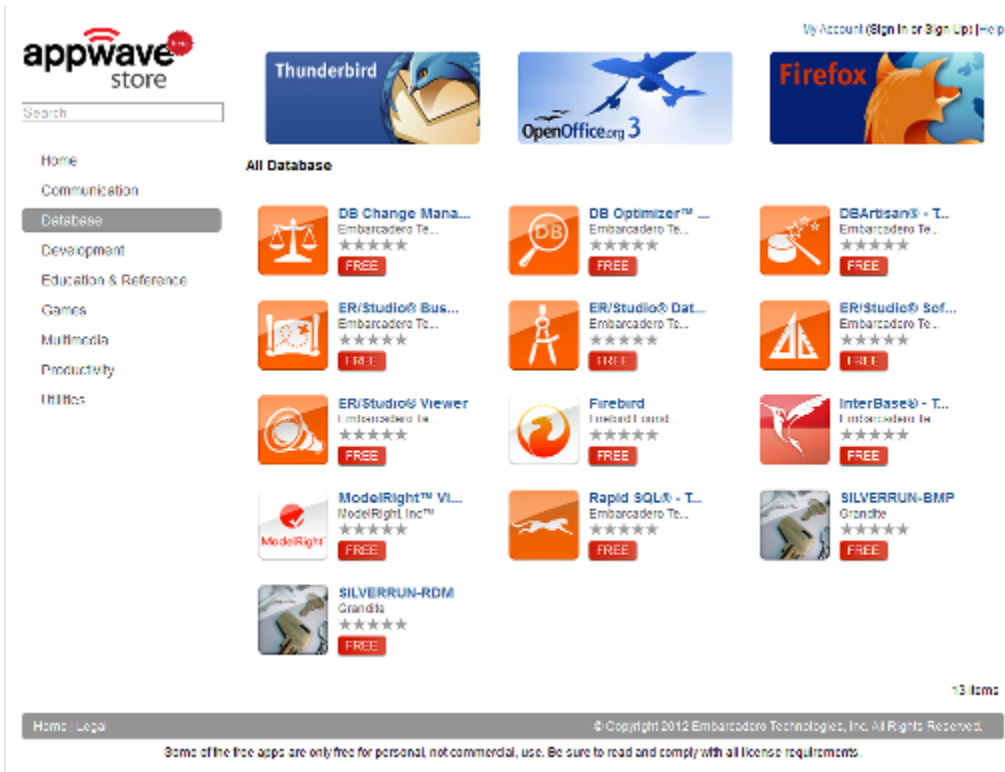 My Account (Sign In or Sign Up) | Help
appwave
beta
store
Search
Thunderbird
OpenOffice.org 3
Firefox
Home
Communication
Database
Development
Education & Reference
Games
Multimedia
Productivity
Utilities
All Database
DB Change Mana...
Embarcadero Te...
FREE
DB
DB Optimizer™ ...
Embarcadero Te...
FREE
DBArtisan® - T...
Embarcadero Te...
FREE
ER/Studio® Bus...
Embarcadero Te...
FREE
ER/Studio® Dat...
Embarcadero Te...
FREE
ER/Studio® Sof...
Embarcadero Te...
FREE
ER/Studio® Viewer
Embarcadero Te...
FREE
Firebird
Firebird Found...
FREE
InterBase® - T...
Embarcadero Te...
FREE
ModelRight
ModelRight™ Vi...
ModelRight, Inc™
FREE
Rapid SQL® - T...
Embarcadero Te...
FREE
SILVERRUN-BMP
Grandite
FREE
SILVERRUN-RDM
Grandite
FREE
13 Items
Home | Legal
© Copyright 2012 Embarcadero Technologies, Inc. All Rights Reserved.
Some of the free apps are only free for personal, not commercial, use. Be sure to read and comply with all license requirements.